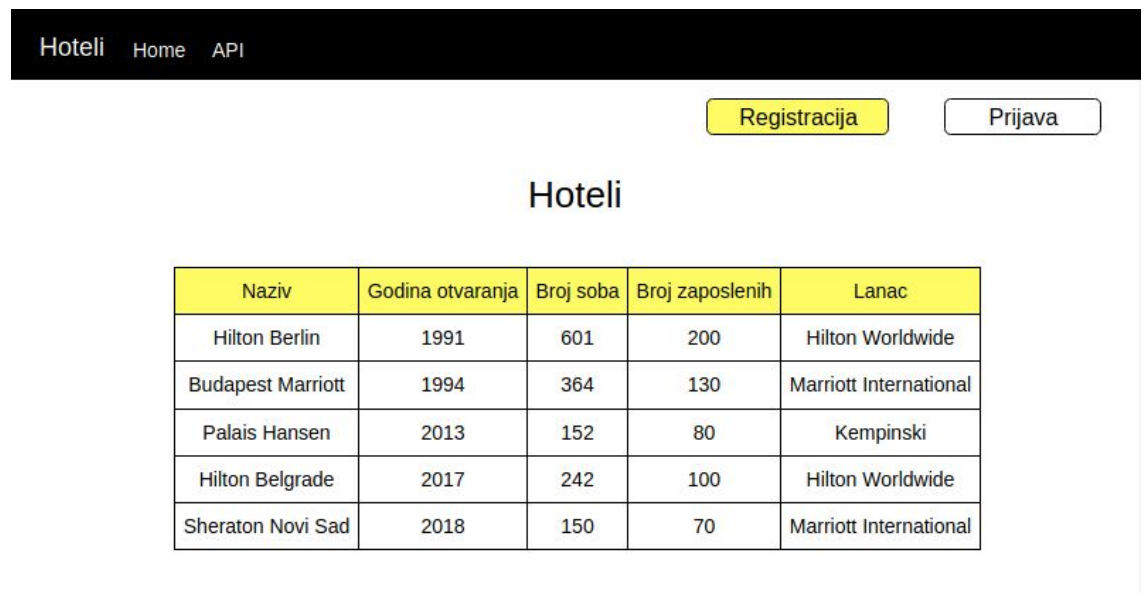 Hoteli Home API
Registracija Prijava
Hoteli
Naziv Godina otvaranja Broj soba Broj zaposlenih Lanac
Hilton Berlin 1991 601 200 Hilton Worldwide
Budapest Marriott 1994 364 130 Marriott International
Palais Hansen 2013 152 80 Kempinski
Hilton Belgrade 2017 242 100 Hilton Worldwide
Sheraton Novi Sad 2018 150 70 Marriott International